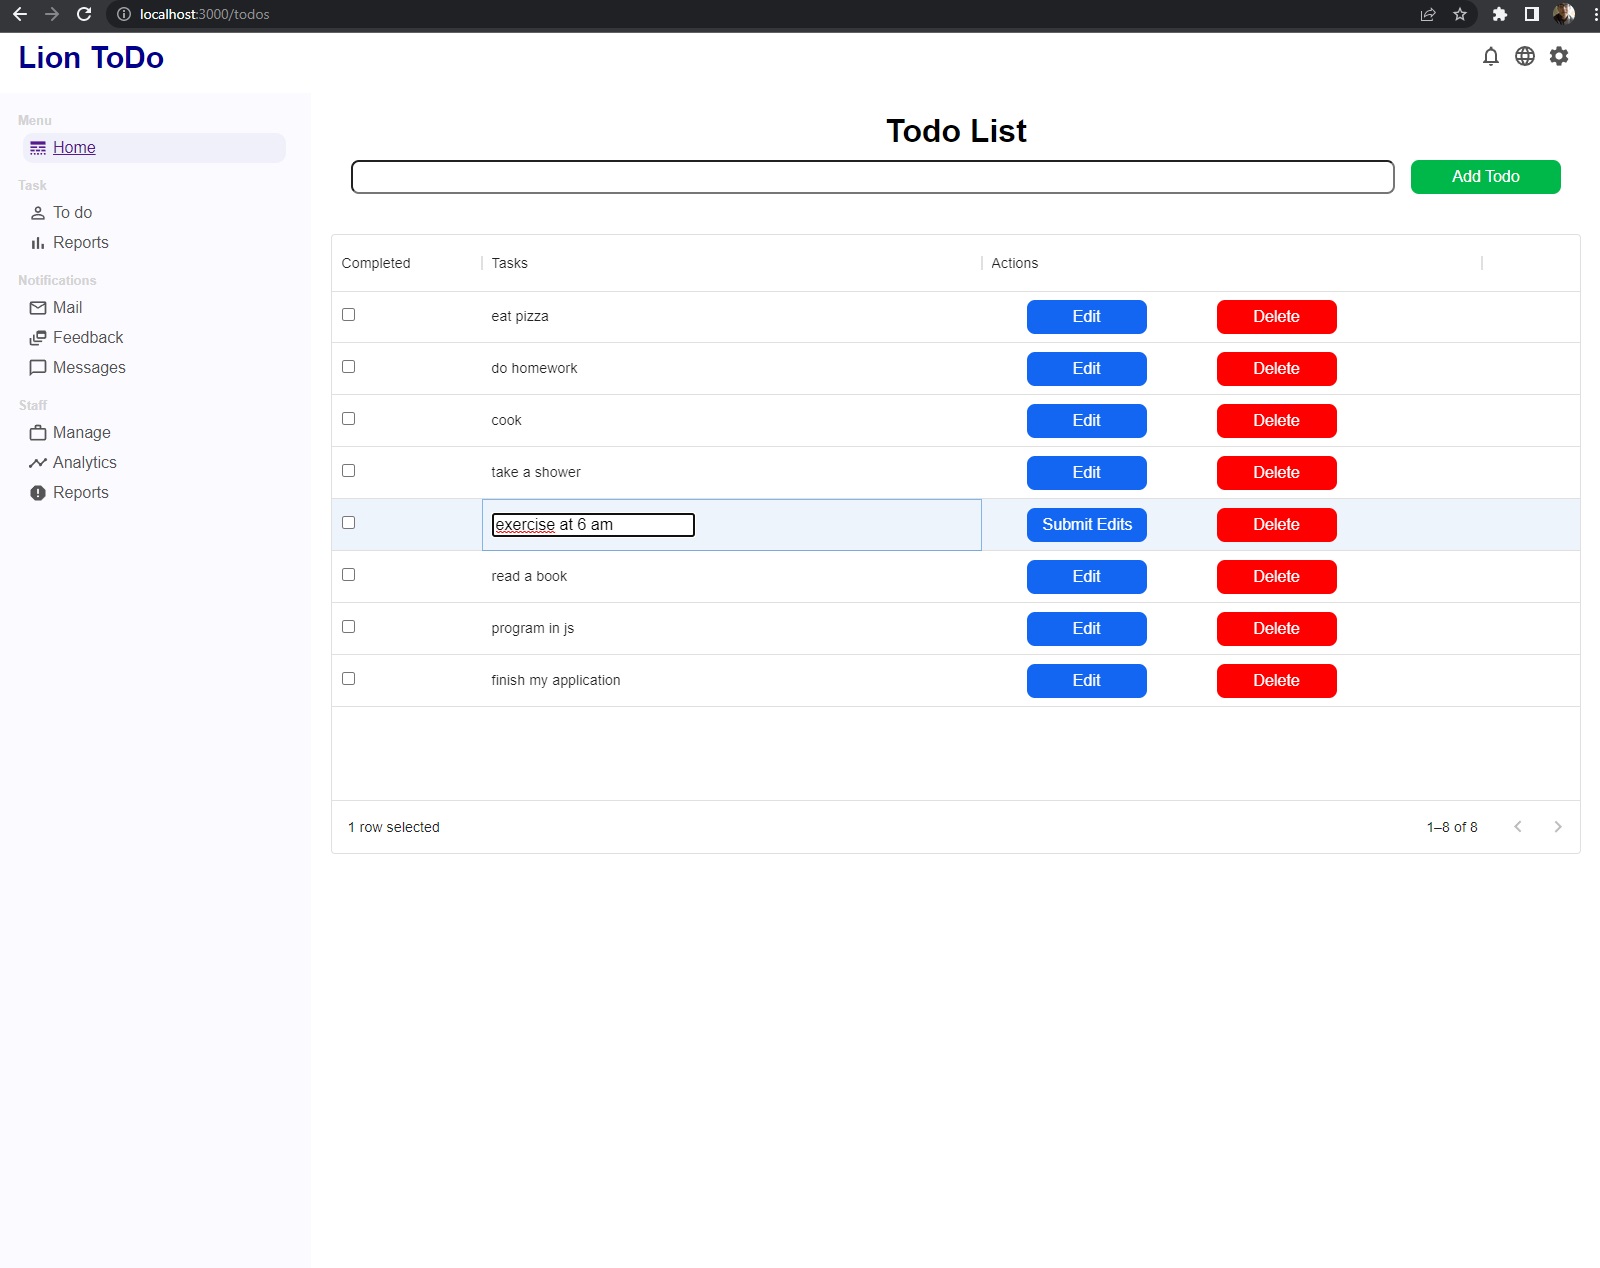 localhost:3000/todos
Lion ToDo
Menu
Home
Task
To do
Reports
Notifications
Mail
Feedback
Messages
Staff
Manage
Analytics
Reports
Todo List
Add Todo
Completed Tasks Actions
eat pizza Edit Delete
do homework Edit Delete
cook Edit Delete
take a shower Edit Delete
exercise at 6 am Submit Edits Delete
read a book Edit Delete
program in js Edit Delete
finish my application Edit Delete
1 row selected 1–8 of 8